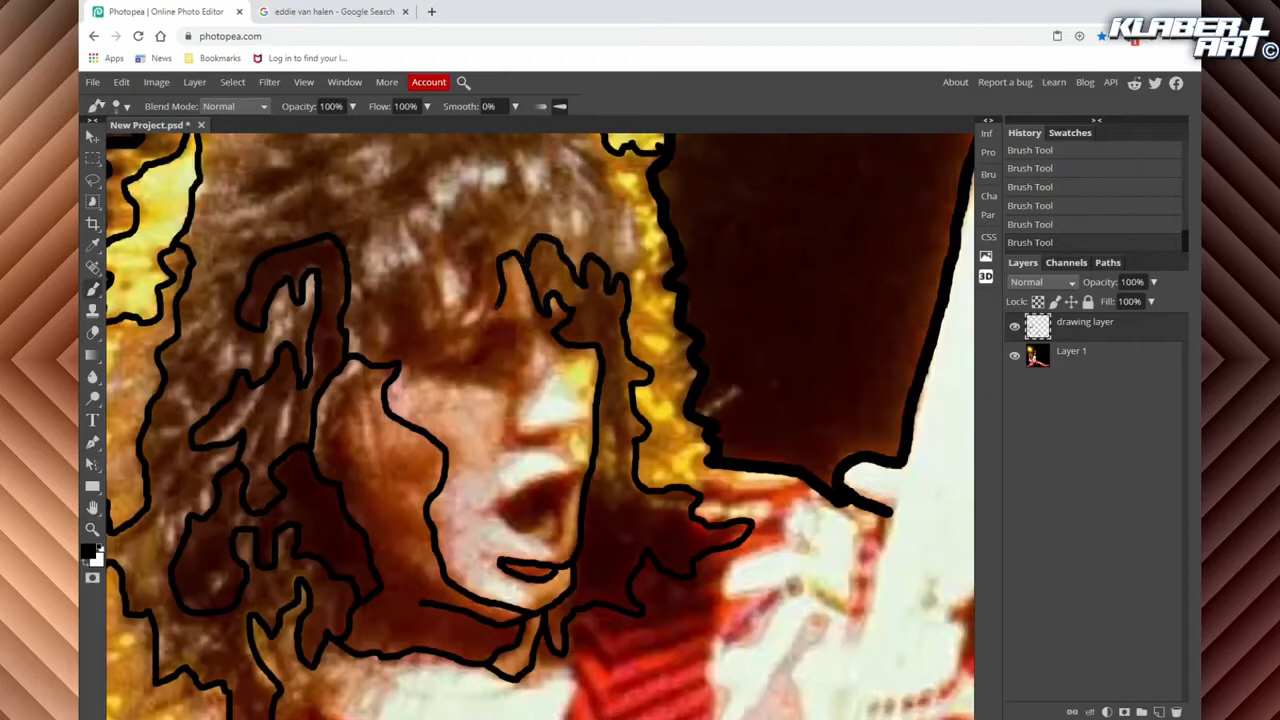 Photopea | Online Photo Editor
eddie van halen - Google Search
KLABERT
ART ©
photopea.com
Apps News Bookmarks Log in to find your l...
File Edit Image Layer Select Filter View Window More Account
About Report a bug Learn Blog API
Blend Mode: Normal Opacity: 100% Flow: 100% Smooth: 0%
New Project.psd *
Inf
Pro
Bru
Cha
Par
CSS
3D
History Swatches
Brush Tool
Brush Tool
Brush Tool
Brush Tool
Brush Tool
Brush Tool
Layers Channels Paths
Normal Opacity: 100%
Lock: Fill: 100%
drawing layer
Layer 1
eff